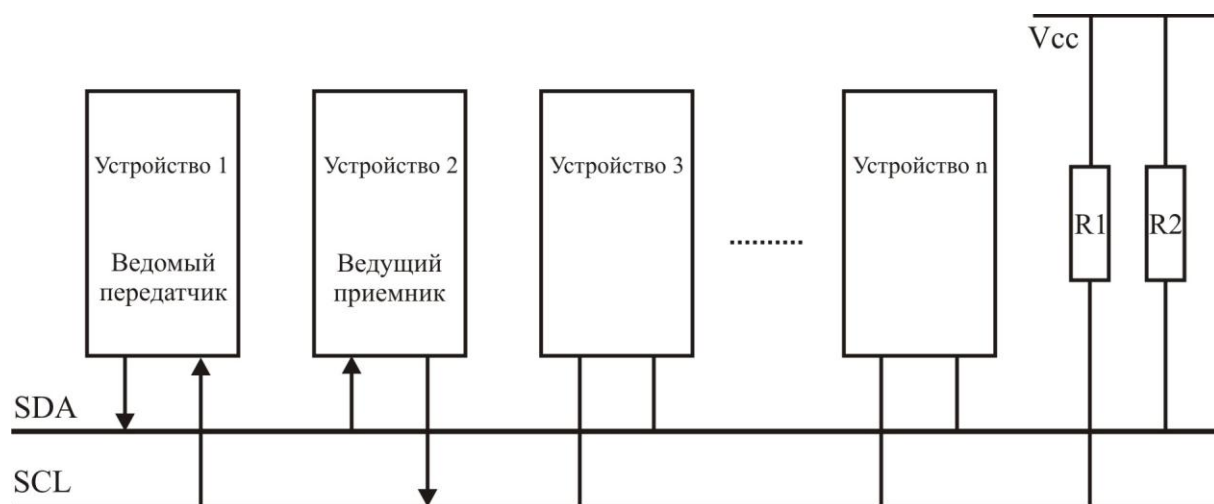 Vcc
Устройство 1
Ведомый
передатчик
Устройство 2
Ведущий
приемник
Устройство 3
..........
Устройство n
R1
R2
SDA
SCL